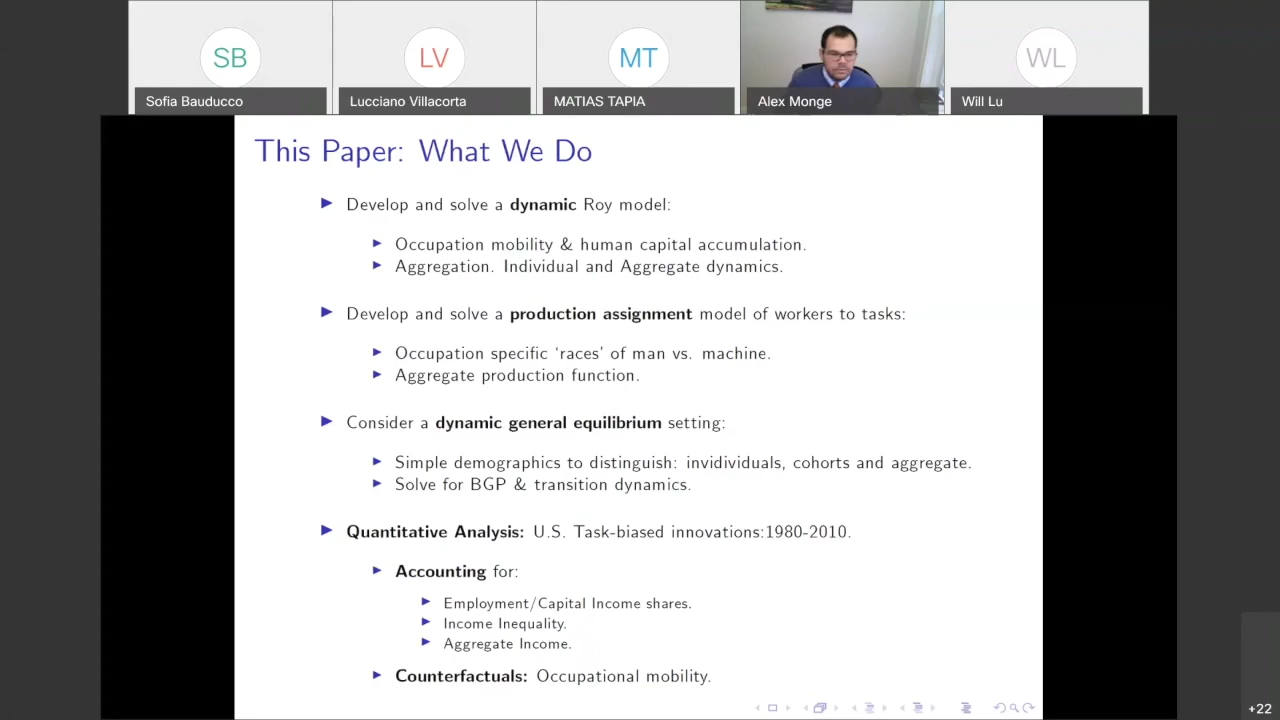 SB
LV
MT
WL
Sofia Bauducco
Lucciano Villacorta
MATIAS TAPIA
Alex Monge
Will Lu
This Paper: What We Do
Develop and solve a dynamic Roy model:
Occupation mobility & human capital accumulation.
Aggregation. Individual and Aggregate dynamics.
Develop and solve a production assignment model of workers to tasks:
Occupation specific ‘races’ of man vs. machine.
Aggregate production function.
Consider a dynamic general equilibrium setting:
Simple demographics to distinguish: invidividuals, cohorts and aggregate.
Solve for BGP & transition dynamics.
Quantitative Analysis: U.S. Task-biased innovations:1980-2010.
Accounting for:
Employment/Capital Income shares.
Income Inequality.
Aggregate Income.
Counterfactuals: Occupational mobility.
+22